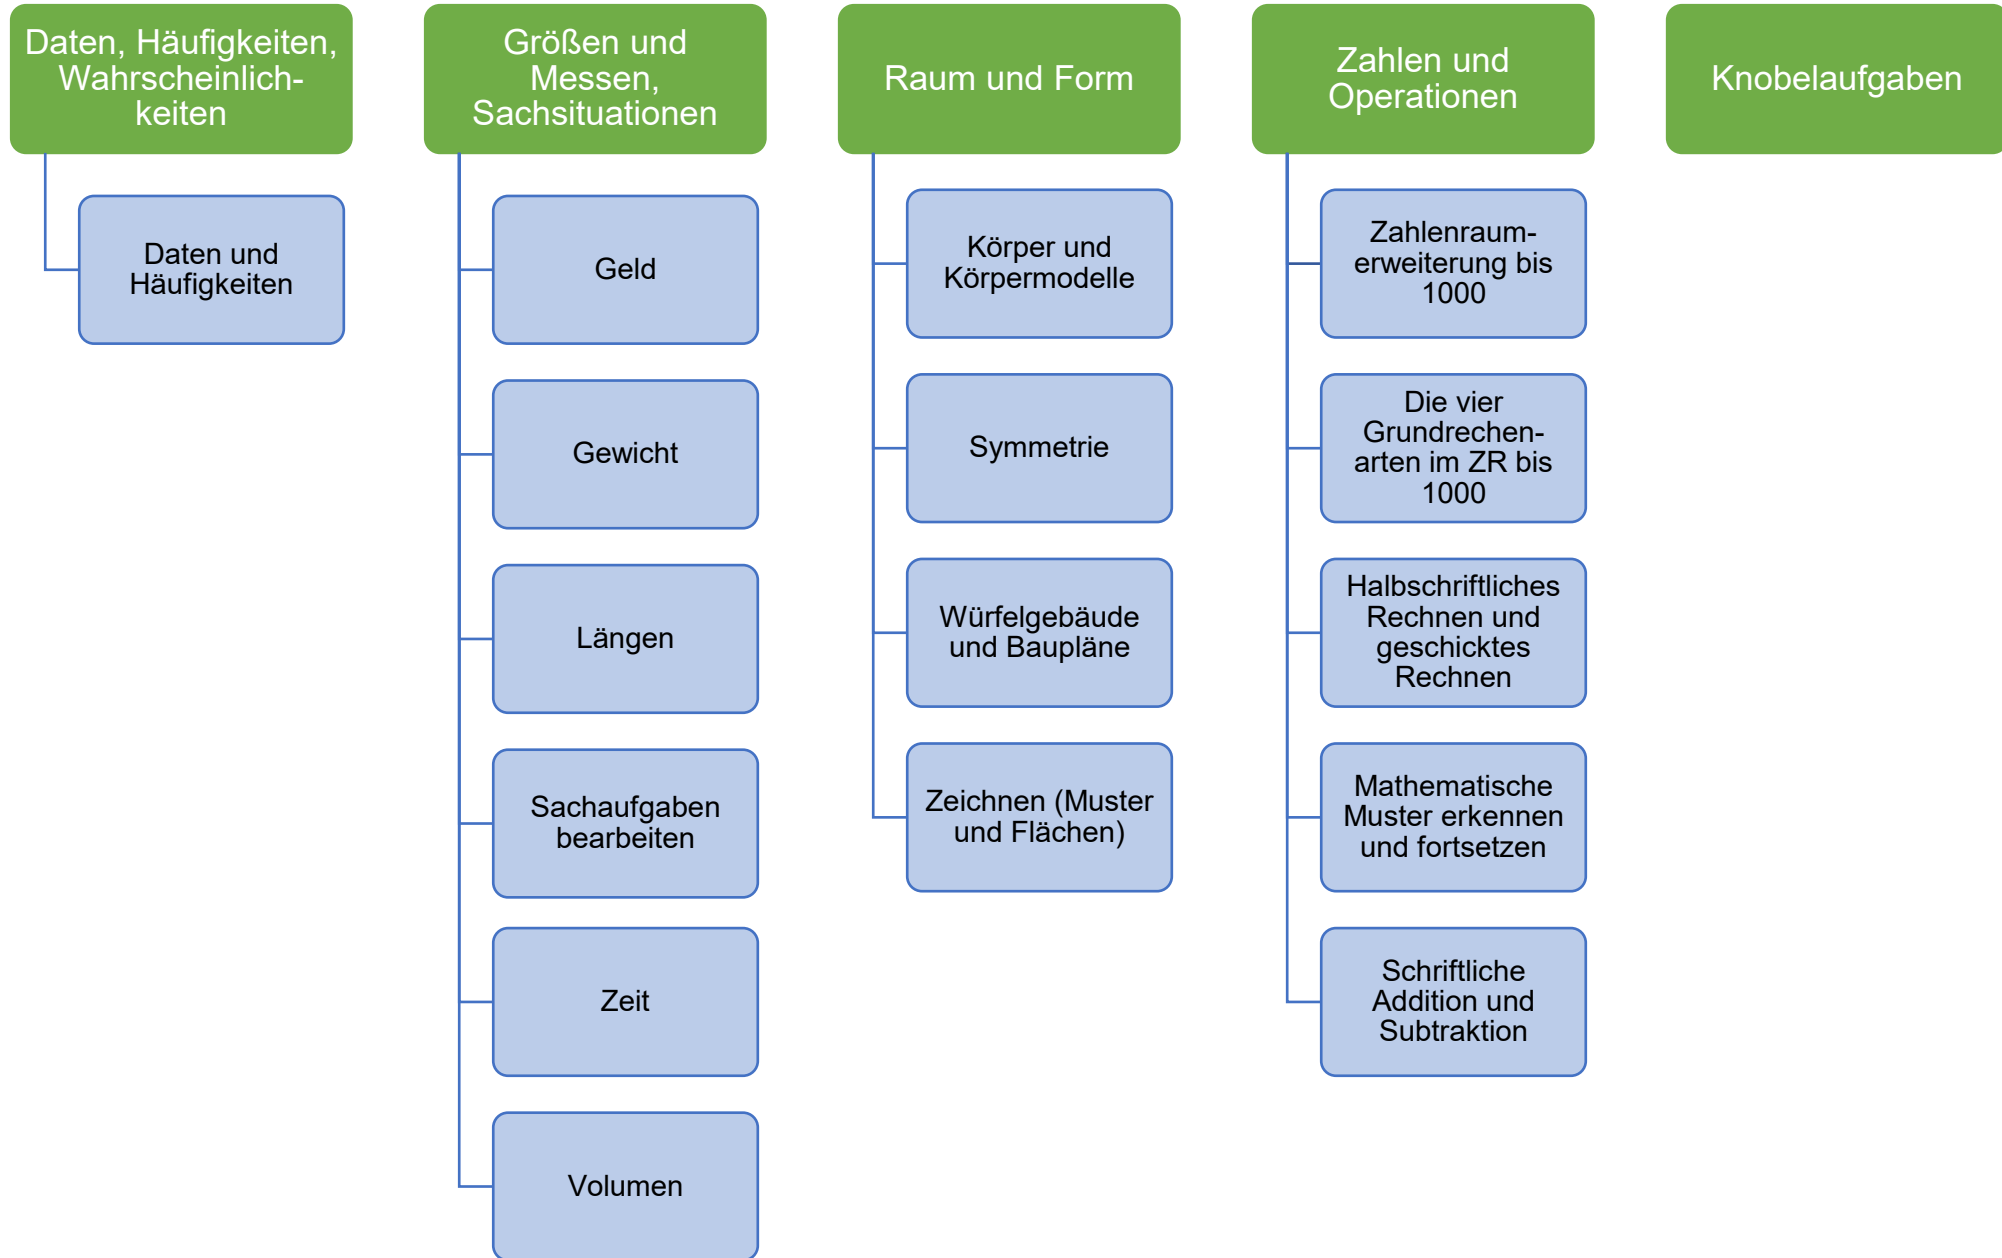 Daten, Häufigkeiten,
Wahrscheinlich-
keiten
Daten und
Häufigkeiten
Größen und
Messen,
Sachsituationen
Geld
Gewicht
Längen
Sachaufgaben
bearbeiten
Zeit
Volumen
Raum und Form
Körper und
Körpermodelle
Symmetrie
Würfelgebäude
und Baupläne
Zeichnen (Muster
und Flächen)
Zahlen und
Operationen
Zahlenraum-
erweiterung bis
1000
Die vier
Grundrechen-
arten im ZR bis
1000
Halbschriftliches
Rechnen und
geschicktes
Rechnen
Mathematische
Muster erkennen
und fortsetzen
Schriftliche
Addition und
Subtraktion
Knobelaufgaben